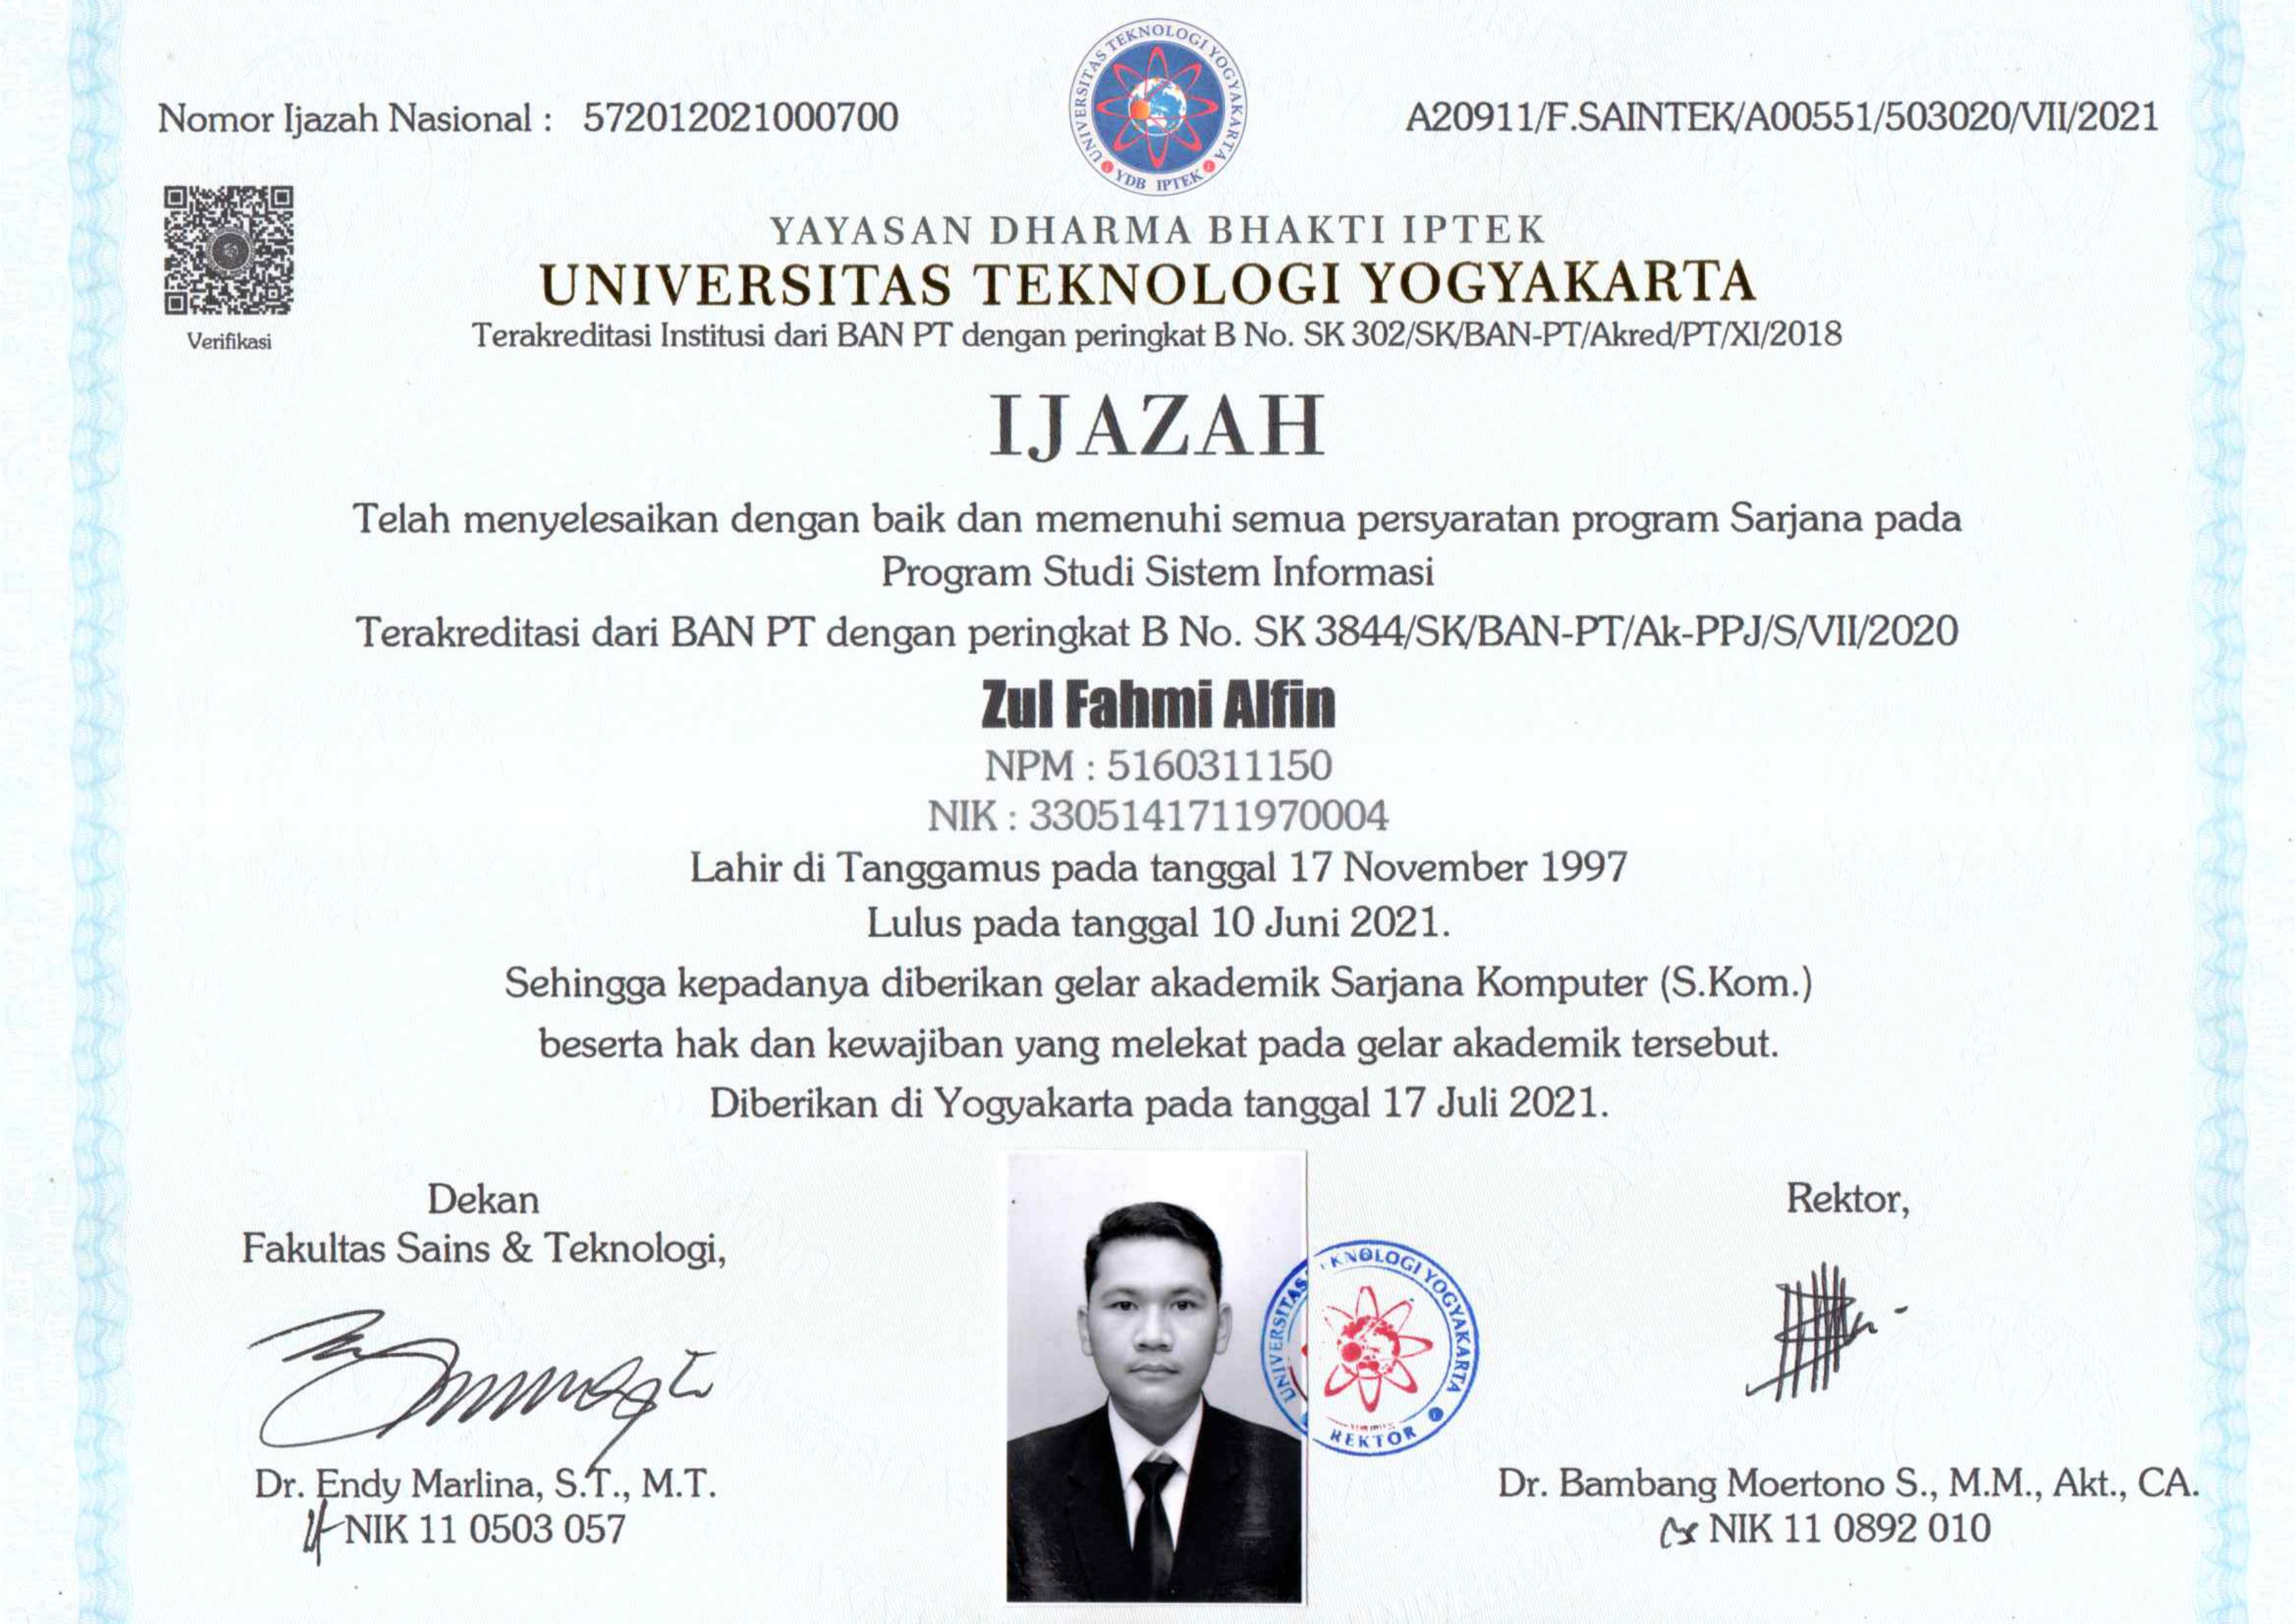 UNIVERSITAS TEKNOLOGI YOGYAKARTA
YDB IPTEK
Nomor Ijazah Nasional : 572012021000700
A20911/F.SAINTEK/A00551/503020/VII/2021
Verifikasi
YAYASAN DHARMA BHAKTI IPTEK
UNIVERSITAS TEKNOLOGI YOGYAKARTA
Terakreditasi Institusi dari BAN PT dengan peringkat B No. SK 302/SK/BAN-PT/Akred/PT/XI/2018
IJAZAH
Telah menyelesaikan dengan baik dan memenuhi semua persyaratan program Sarjana pada
Program Studi Sistem Informasi
Terakreditasi dari BAN PT dengan peringkat B No. SK 3844/SK/BAN-PT/Ak-PPJ/S/VII/2020
Zul Fahmi Alfin
NPM : 5160311150
NIK : 3305141711970004
Lahir di Tanggamus pada tanggal 17 November 1997
Lulus pada tanggal 10 Juni 2021.
Sehingga kepadanya diberikan gelar akademik Sarjana Komputer (S.Kom.)
beserta hak dan kewajiban yang melekat pada gelar akademik tersebut.
Diberikan di Yogyakarta pada tanggal 17 Juli 2021.
Dekan
Fakultas Sains & Teknologi,
Dr. Endy Marlina, S.T., M.T.
NIK 11 0503 057
UNIVERSITAS KNOLOGI YOGYAKARTA
REKTOR
Rektor,
Dr. Bambang Moertono S., M.M., Akt., CA.
NIK 11 0892 010